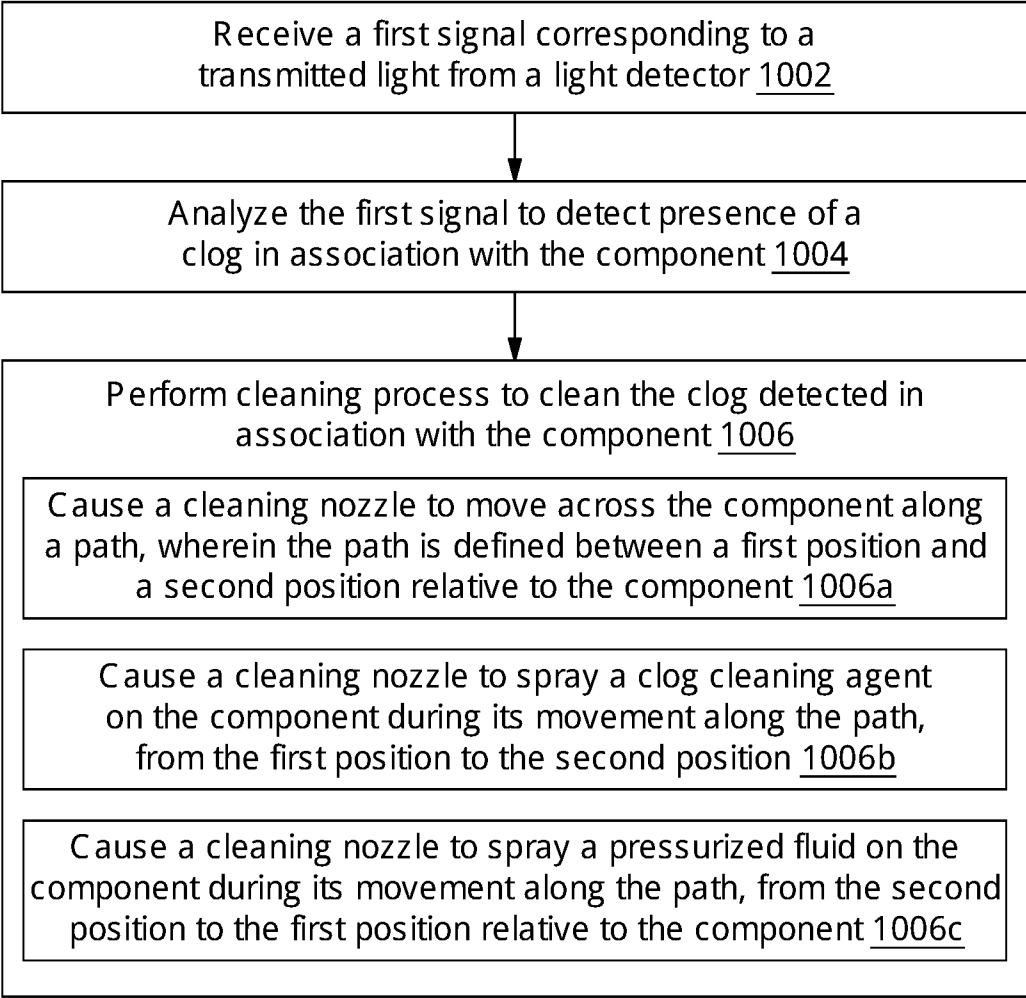 Receive a first signal corresponding to a
transmitted light from a light detector 1002
Analyze the first signal to detect presence of a
clog in association with the component 1004
Perform cleaning process to clean the clog detected in
association with the component 1006
Cause a cleaning nozzle to move across the component along
a path, wherein the path is defined between a first position and
a second position relative to the component 1006a
Cause a cleaning nozzle to spray a clog cleaning agent
on the component during its movement along the path,
from the first position to the second position 1006b
Cause a cleaning nozzle to spray a pressurized fluid on the
component during its movement along the path, from the second
position to the first position relative to the component 1006c